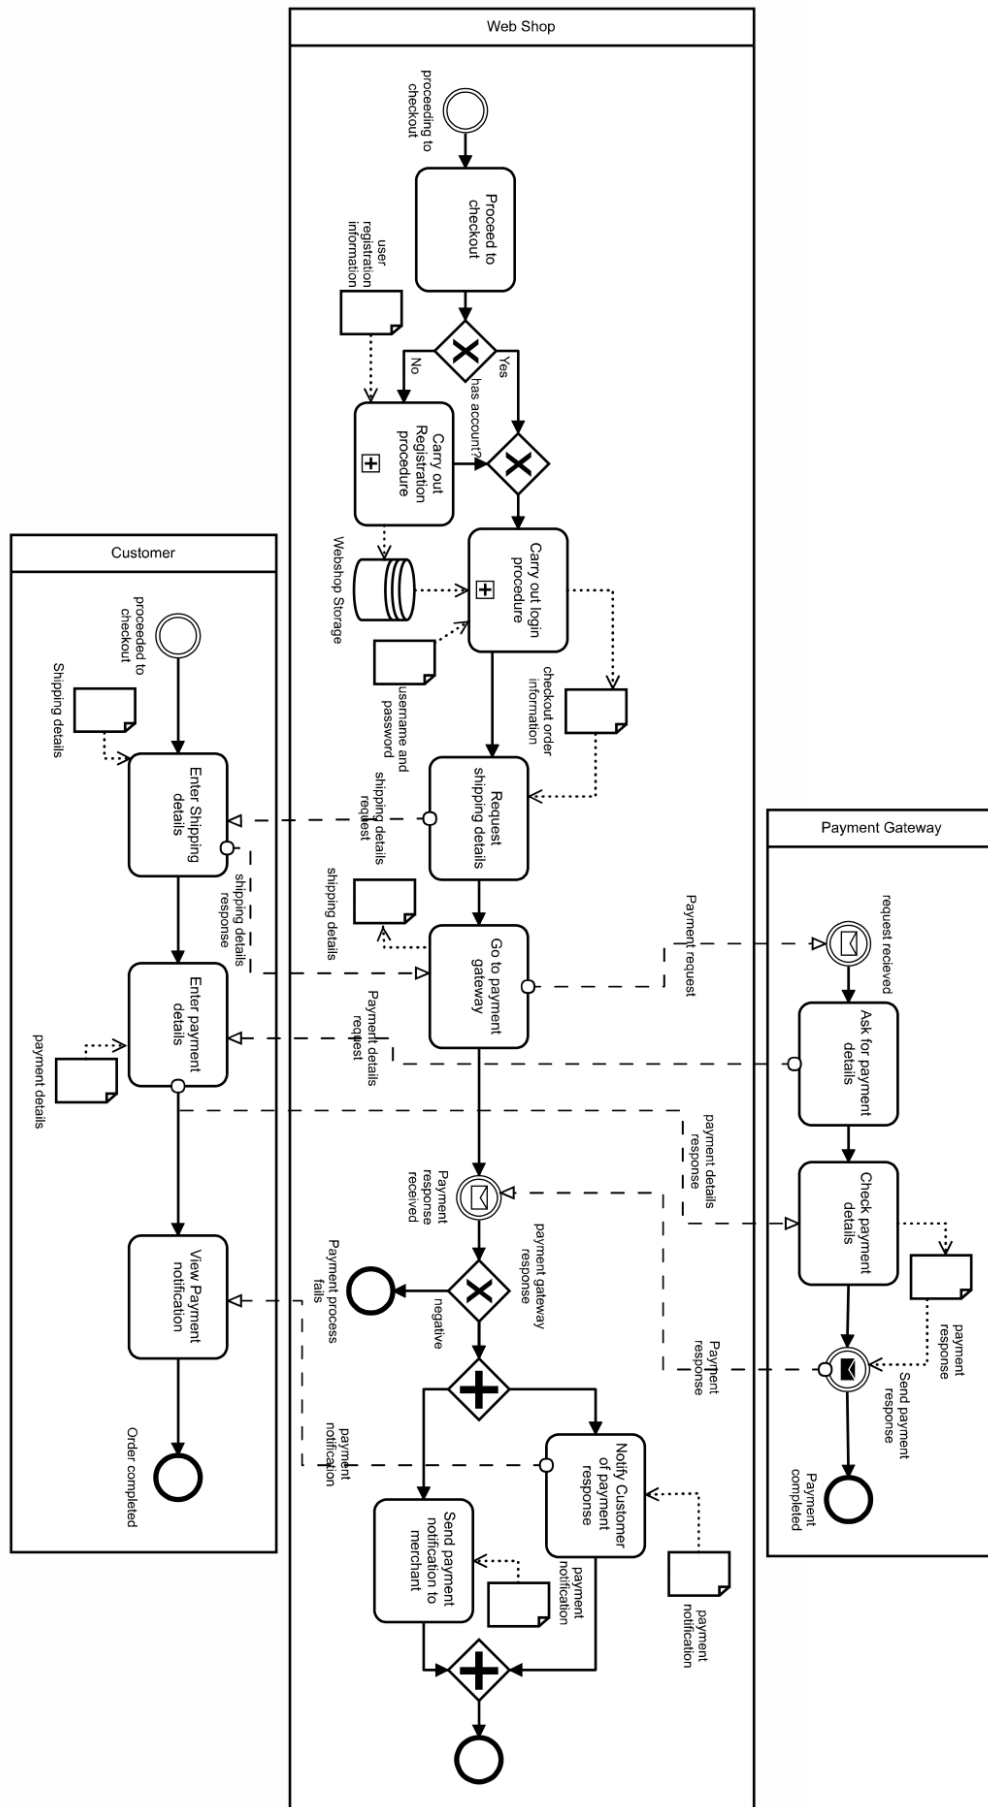 Web Shop
proceeding to
checkout
Proceed to
checkout
user
registration
information
Yes
No
has account?
Carry out
Registration
procedure
Webshop Storage
Carry out login
procedure
username and
password
checkout order
information
Request
shipping details
shipping details
request
shipping details
Go to payment
gateway
Payment request
Payment details
request
Payment
response
received
payment gateway
response
payment details
response
Payment process
fails
negative
Payment
response
payment
notification
Notify Customer
of payment
response
Send payment
notification to
merchant
payment
notification
payment
notification
Customer
proceeded to
checkout
Shipping details
Enter Shipping
details
shipping details
response
Enter payment
details
payment details
View Payment
notification
Order completed
Payment Gateway
request recieved
Ask for payment
details
Check payment
details
payment
response
Send payment
response
Payment
completed